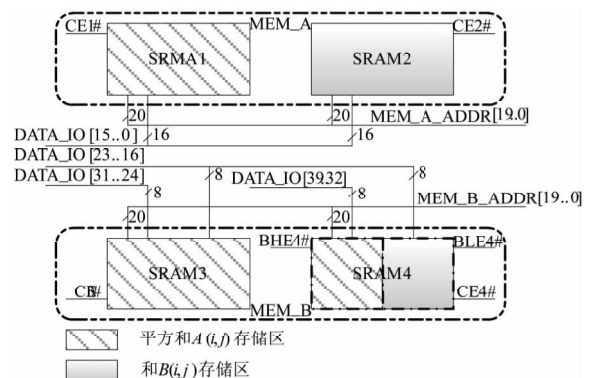 CE1# MEM_A CE2#
SRMA1 SRAM2
20 20 MEM_A_ADDR[19.0]
DATA_IO [15..0] 16 16
DATA_IO [23..16]
DATA_IO [31..24] 8 DATA_IO[39.32] 8
8 8 MEM_B_ADDR[19..0]
20 20
BHE4# BLE4#
SRAM3 SRAM4
CE3# CE4#
MEM_B
平方和A(i,j)存储区
和B(i,j)存储区